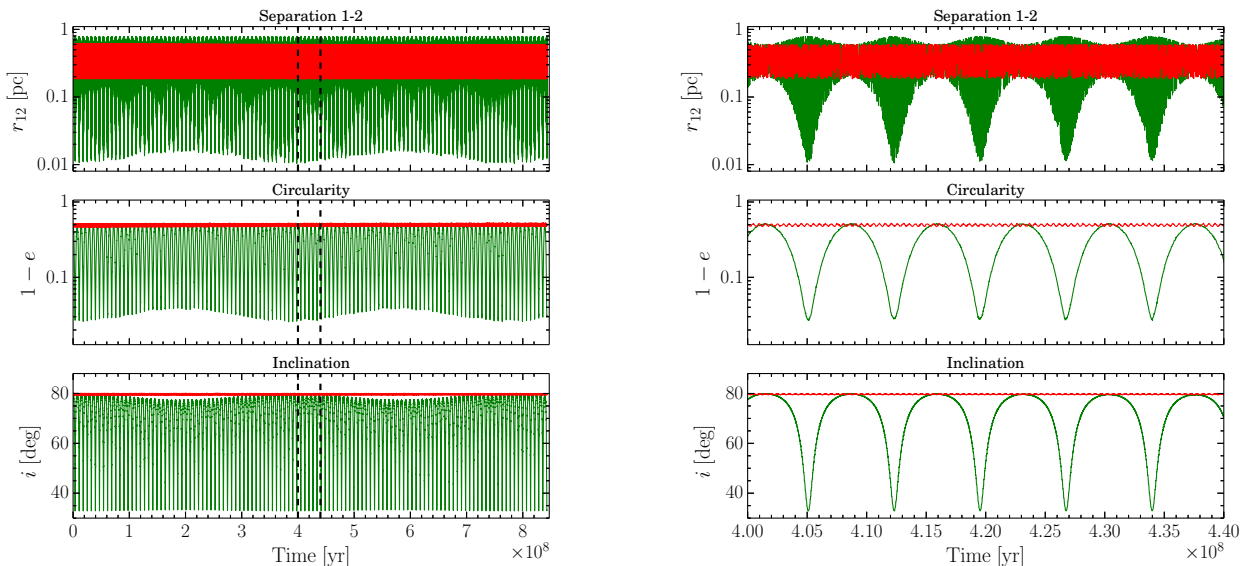 Separation 1-2
1
0.1
0.01
r12 [pc]
Circularity
1
0.1
1 − e
Inclination
80
60
40
i [deg]
0 1 2 3 4 5 6 7 8
×10^8
Time [yr]
Separation 1-2
1
0.1
0.01
r12 [pc]
Circularity
1
0.1
1 − e
Inclination
80
60
40
i [deg]
4.00 4.05 4.10 4.15 4.20 4.25 4.30 4.35 4.40
×10^8
Time [yr]